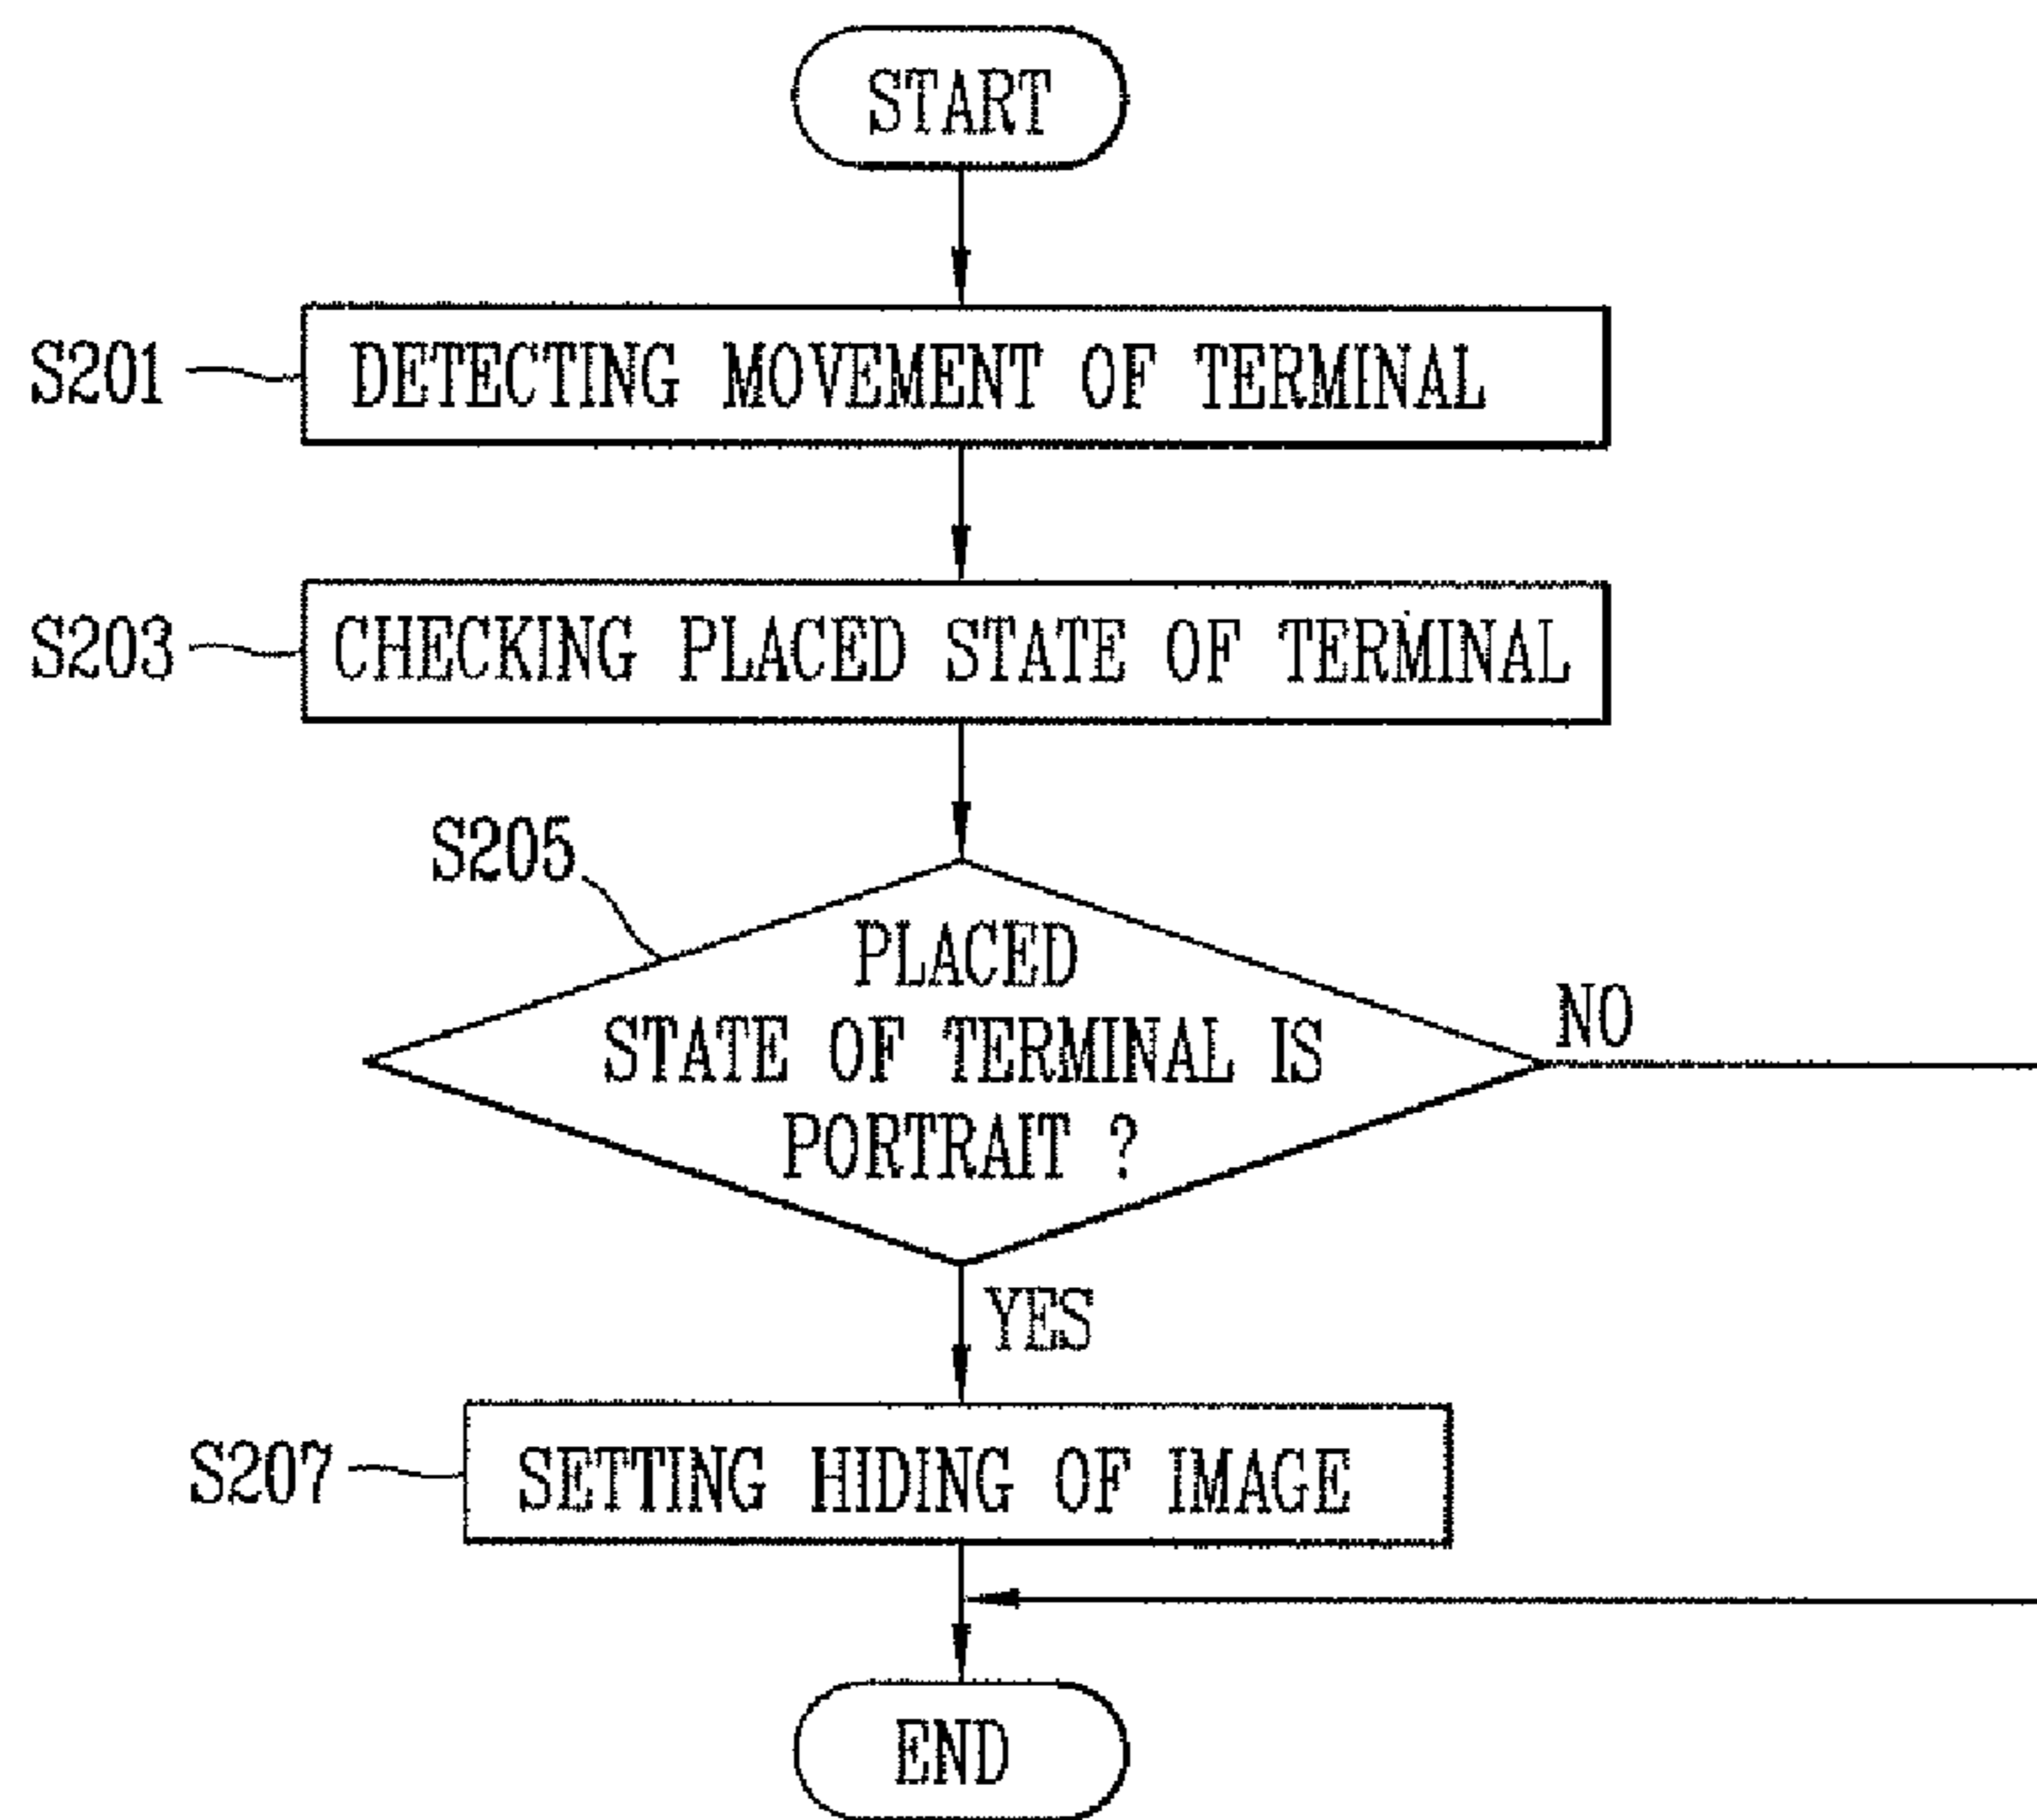 START
S201
DETECTING MOVEMENT OF TERMINAL
S203
CHECKING PLACED STATE OF TERMINAL
S205
PLACED
STATE OF TERMINAL IS
PORTRAIT ?
NO
YES
S207
SETTING HIDING OF IMAGE
END